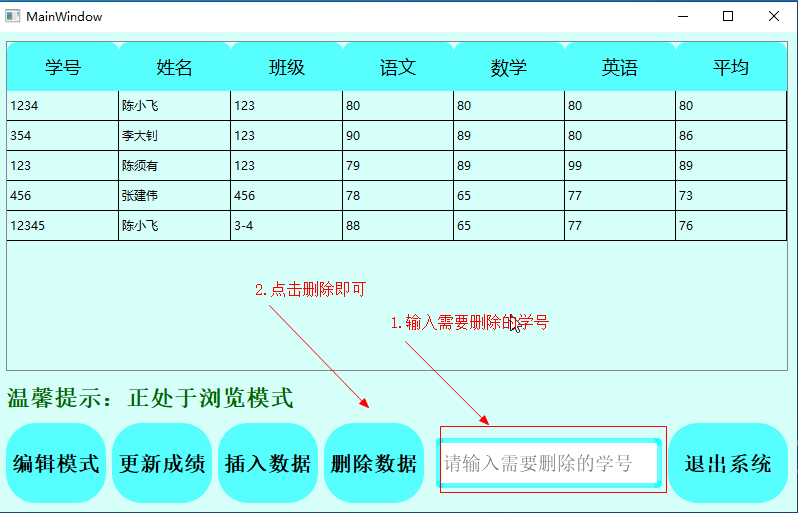 MainWindow
学号 姓名 班级 语文 数学 英语 平均
1234 陈小飞 123 80 80 80 80
354 李大钊 123 90 89 80 86
123 陈须有 123 79 89 99 89
456 张建伟 456 78 65 77 73
12345 陈小飞 3-4 88 65 77 76
2.点击删除即可
1.输入需要删除的学号
温馨提示：正处于浏览模式
编辑模式 更新成绩 插入数据 删除数据 请输入需要删除的学号 退出系统